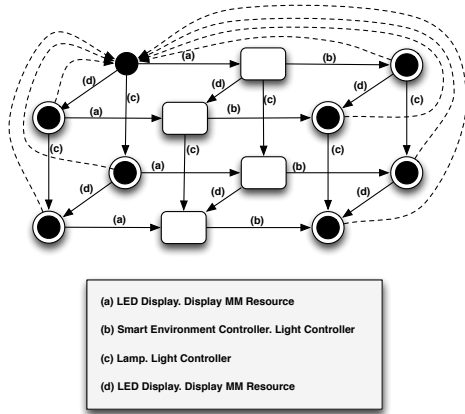 (a)
(b)
(d)
(d)
(d)
(c)
(c)
(c)
(a)
(b)
(c)
(c)
(c)
(a)
(b)
(d)
(d)
(d)
(a)
(b)
(a) LED Display. Display MM Resource
(b) Smart Environment Controller. Light Controller
(c) Lamp. Light Controller
(d) LED Display. Display MM Resource